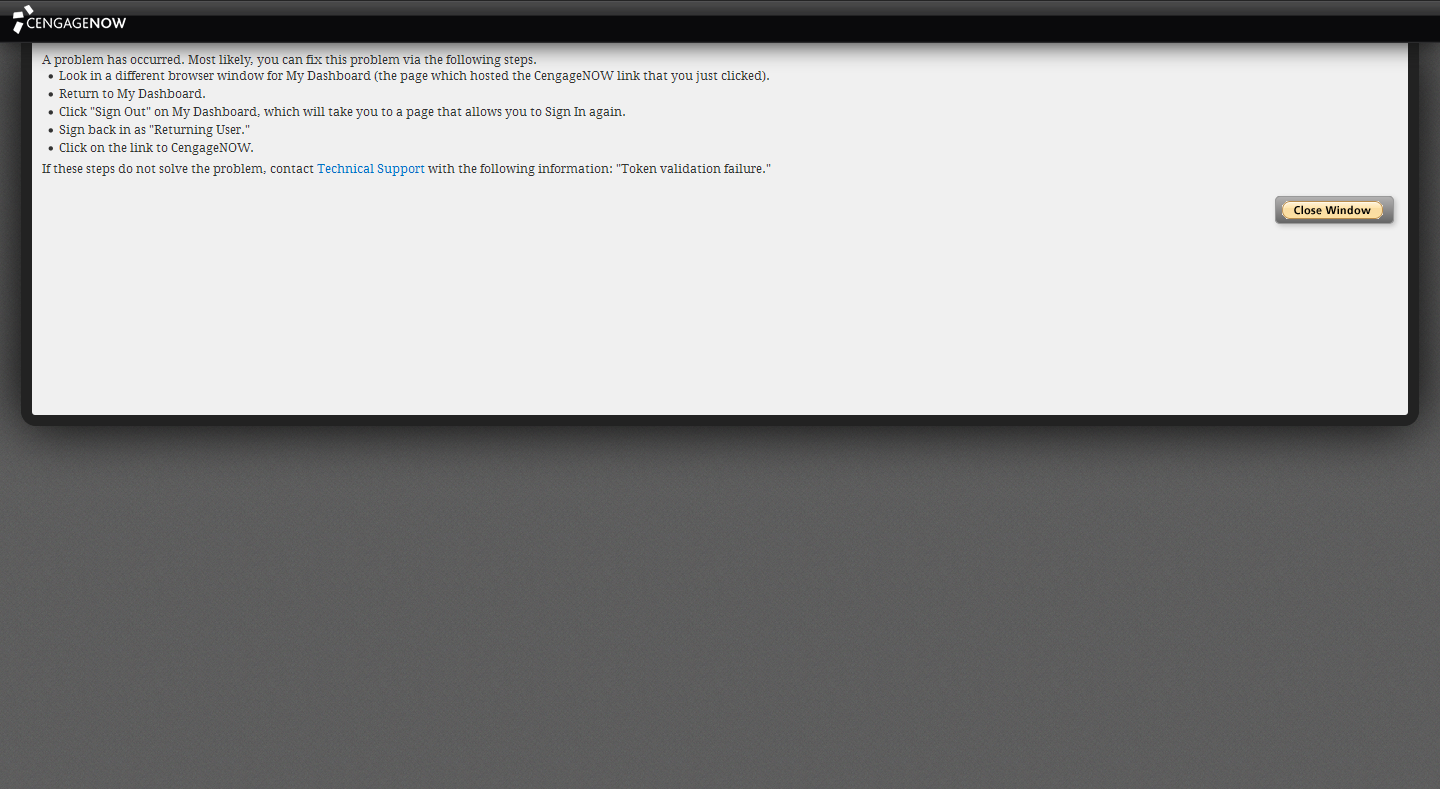 CENGAGENOW
A problem has occurred. Most likely, you can fix this problem via the following steps.
• Look in a different browser window for My Dashboard (the page which hosted the CengageNOW link that you just clicked).
• Return to My Dashboard.
• Click "Sign Out" on My Dashboard, which will take you to a page that allows you to Sign In again.
• Sign back in as "Returning User."
• Click on the link to CengageNOW.
If these steps do not solve the problem, contact Technical Support with the following information: "Token validation failure."
Close Window